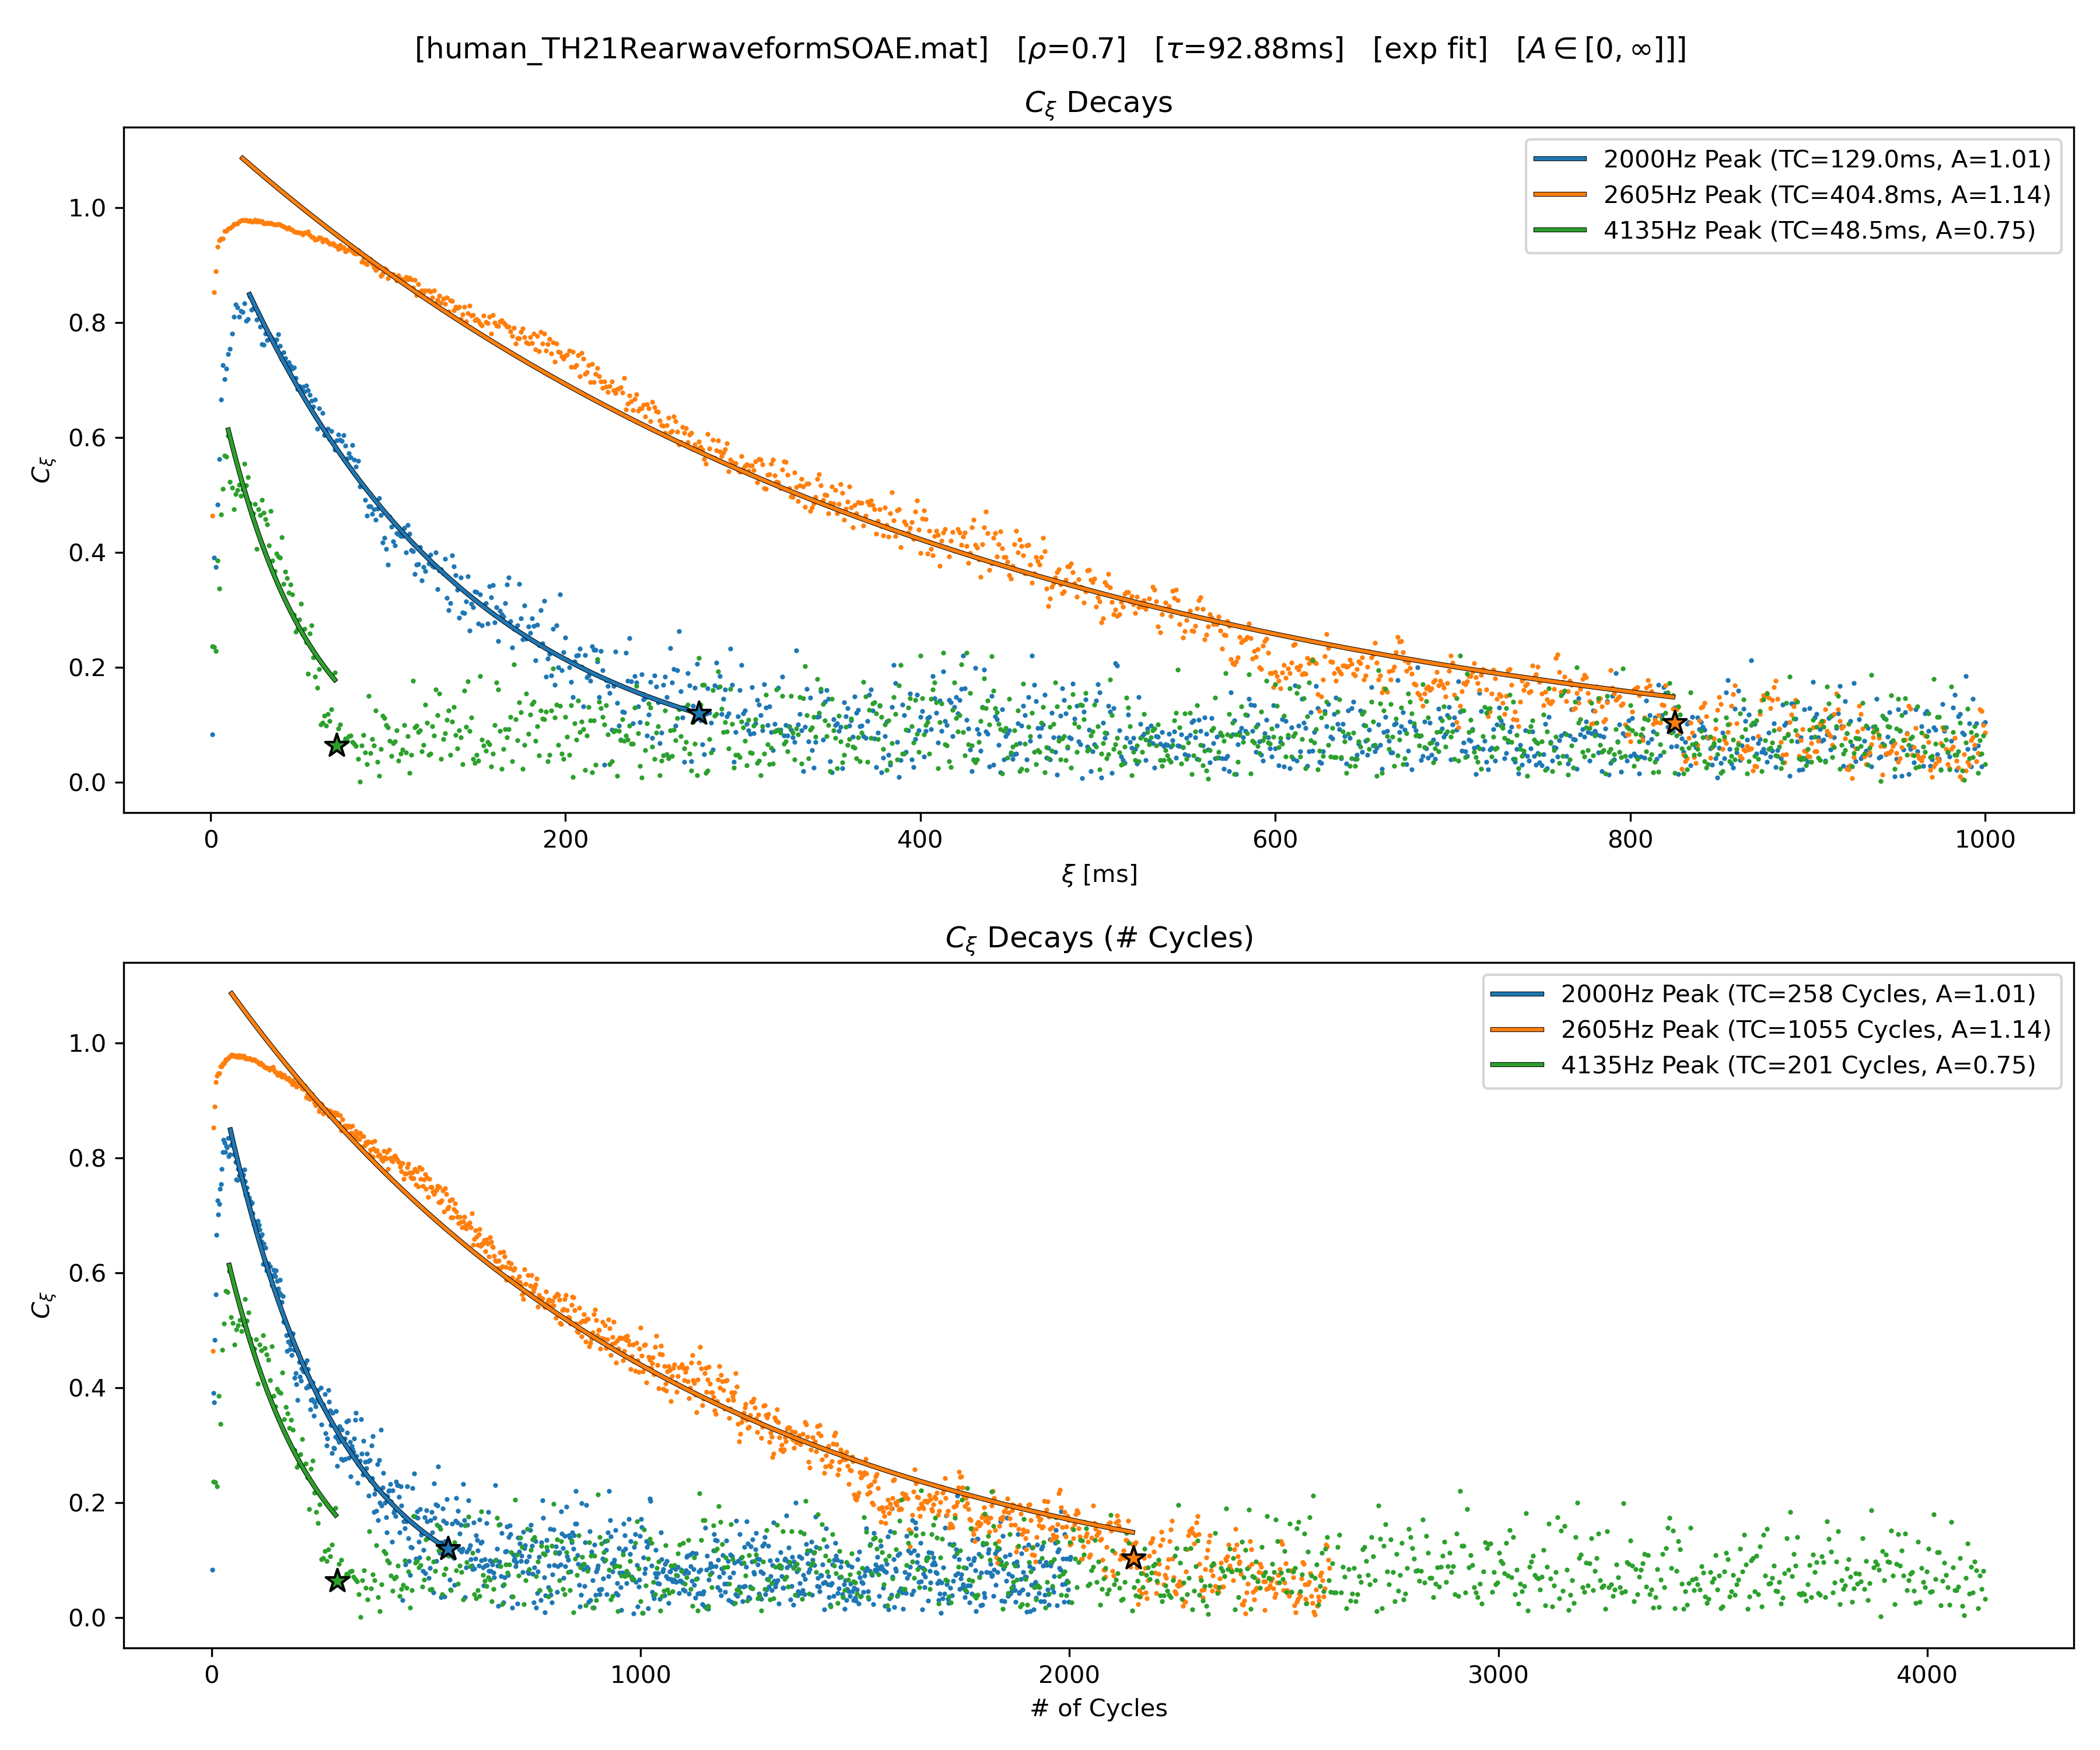 [human_TH21RearwaveformSOAE.mat] [ρ=0.7] [τ=92.88ms] [exp fit] [A ∈ [0, ∞]]]
C_ξ Decays
C_ξ
1.0
0.8
0.6
0.4
0.2
0.0
2000Hz Peak (TC=129.0ms, A=1.01)
2605Hz Peak (TC=404.8ms, A=1.14)
4135Hz Peak (TC=48.5ms, A=0.75)
0 200 400 600 800 1000
ξ [ms]
C_ξ Decays (# Cycles)
C_ξ
1.0
0.8
0.6
0.4
0.2
0.0
2000Hz Peak (TC=258 Cycles, A=1.01)
2605Hz Peak (TC=1055 Cycles, A=1.14)
4135Hz Peak (TC=201 Cycles, A=0.75)
0 1000 2000 3000 4000
# of Cycles